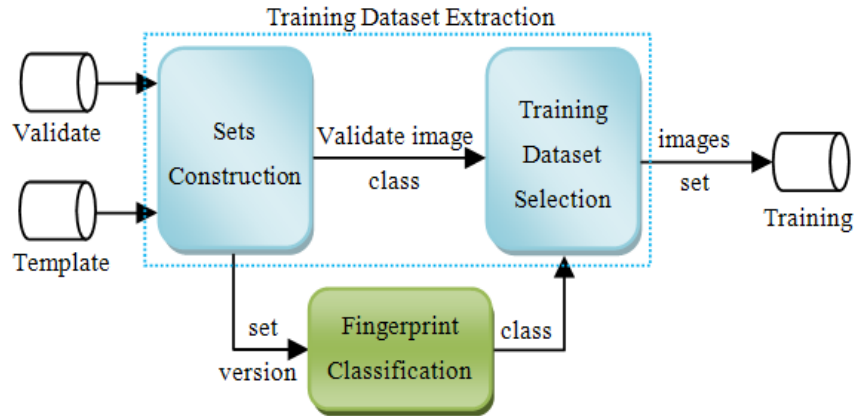 Training Dataset Extraction
Validate
Template
Sets
Construction
Validate image
class
Training
Dataset
Selection
images
set
Training
set
version
Fingerprint
Classification
class